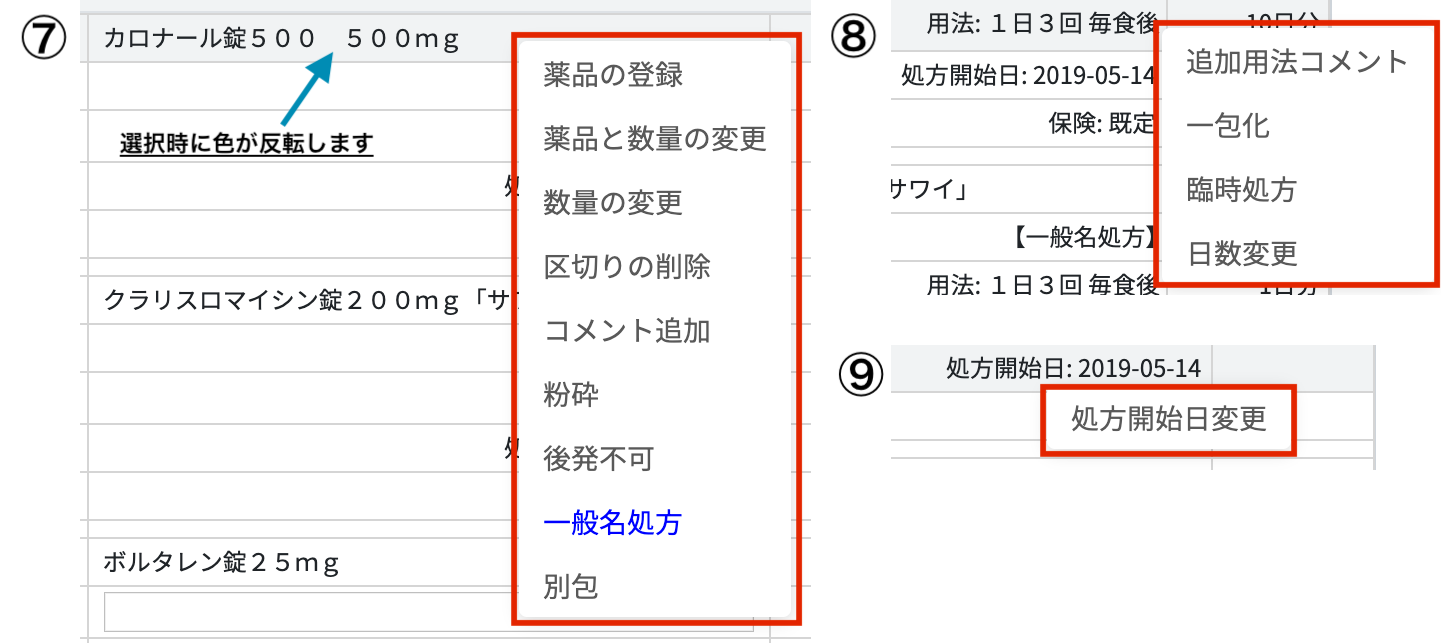 ⑦
カロナール錠５００　５００ｍｇ
選択時に色が反転します
薬品の登録
薬品と数量の変更
数量の変更
区切りの削除
コメント追加
粉砕
後発不可
一般名処方
別包
クラリスロマイシン錠２００ｍｇ「サワ
ボルタレン錠２５ｍｇ
⑧
用法: １日３回 毎食後 10日分
処方開始日: 2019-05-14
保険: 既定
サワイ」
【一般名処方】
用法: １日３回 毎食後 1日分
追加用法コメント
一包化
臨時処方
日数変更
⑨
処方開始日: 2019-05-14
処方開始日変更